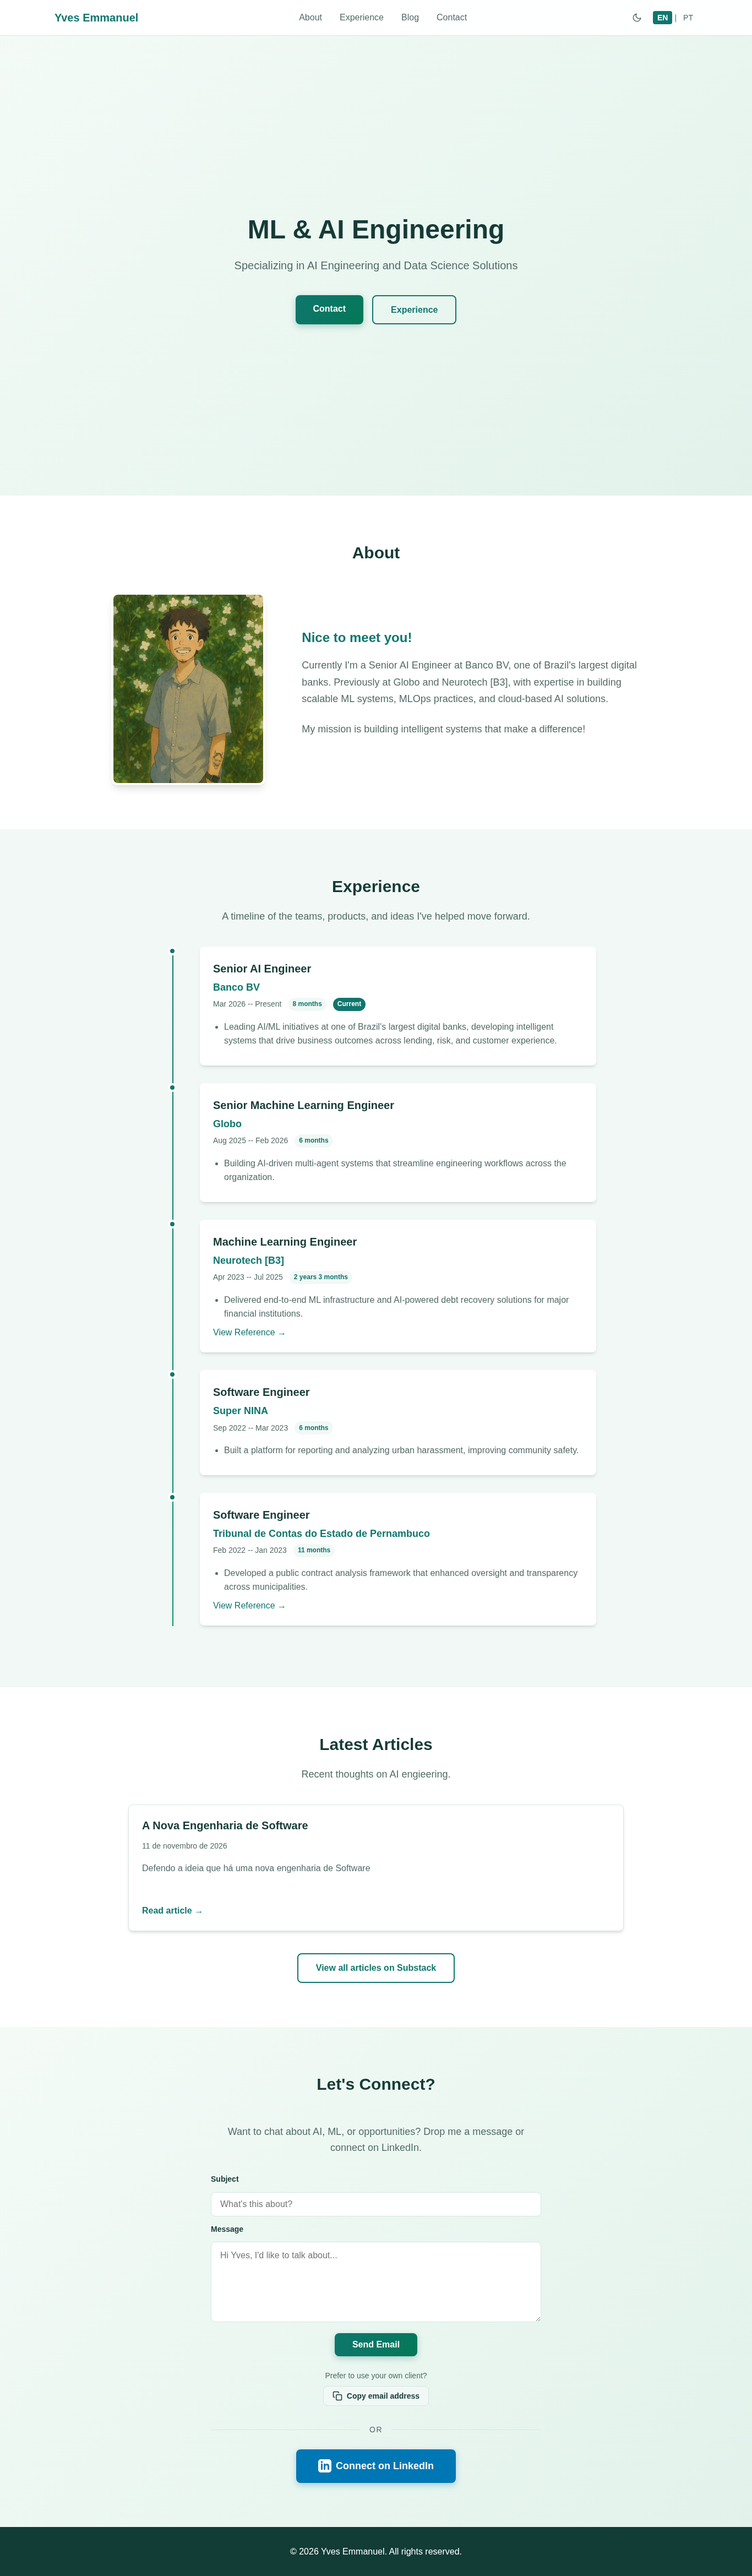 Yves Emmanuel
About
Experience
Blog
Contact
EN | PT
ML & AI Engineering
Specializing in AI Engineering and Data Science Solutions
Contact
Experience
About
Nice to meet you!
Currently I'm a Senior AI Engineer at Banco BV, one of Brazil's largest digital
banks. Previously at Globo and Neurotech [B3], with expertise in building
scalable ML systems, MLOps practices, and cloud-based AI solutions.
My mission is building intelligent systems that make a difference!
Experience
A timeline of the teams, products, and ideas I've helped move forward.
Senior AI Engineer
Banco BV
Mar 2026 -- Present 8 months Current
• Leading AI/ML initiatives at one of Brazil's largest digital banks, developing intelligent
systems that drive business outcomes across lending, risk, and customer experience.
Senior Machine Learning Engineer
Globo
Aug 2025 -- Feb 2026 6 months
• Building AI-driven multi-agent systems that streamline engineering workflows across the
organization.
Machine Learning Engineer
Neurotech [B3]
Apr 2023 -- Jul 2025 2 years 3 months
• Delivered end-to-end ML infrastructure and AI-powered debt recovery solutions for major
financial institutions.
View Reference →
Software Engineer
Super NINA
Sep 2022 -- Mar 2023 6 months
• Built a platform for reporting and analyzing urban harassment, improving community safety.
Software Engineer
Tribunal de Contas do Estado de Pernambuco
Feb 2022 -- Jan 2023 11 months
• Developed a public contract analysis framework that enhanced oversight and transparency
across municipalities.
View Reference →
Latest Articles
Recent thoughts on AI engieering.
A Nova Engenharia de Software
11 de novembro de 2026
Defendo a ideia que há uma nova engenharia de Software
Read article →
View all articles on Substack
Let's Connect?
Want to chat about AI, ML, or opportunities? Drop me a message or
connect on LinkedIn.
Subject
What's this about?
Message
Hi Yves, I'd like to talk about...
Send Email
Prefer to use your own client?
Copy email address
OR
in Connect on LinkedIn
© 2026 Yves Emmanuel. All rights reserved.